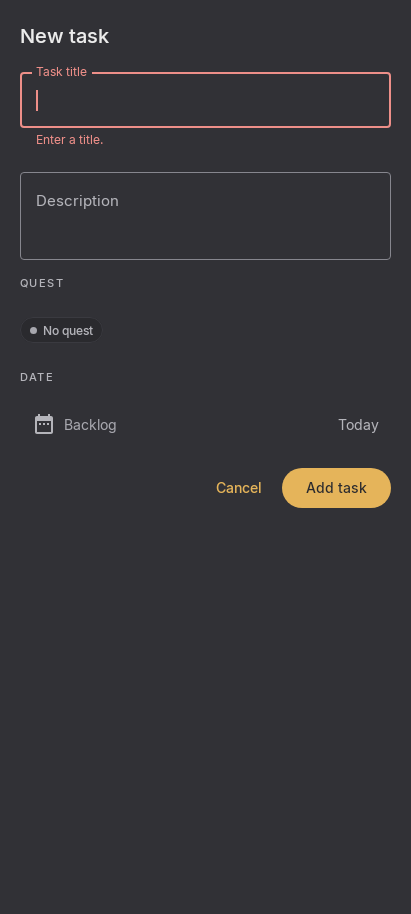 New task
Task title
Enter a title.
Description
QUEST
No quest
DATE
Backlog Today
Cancel Add task